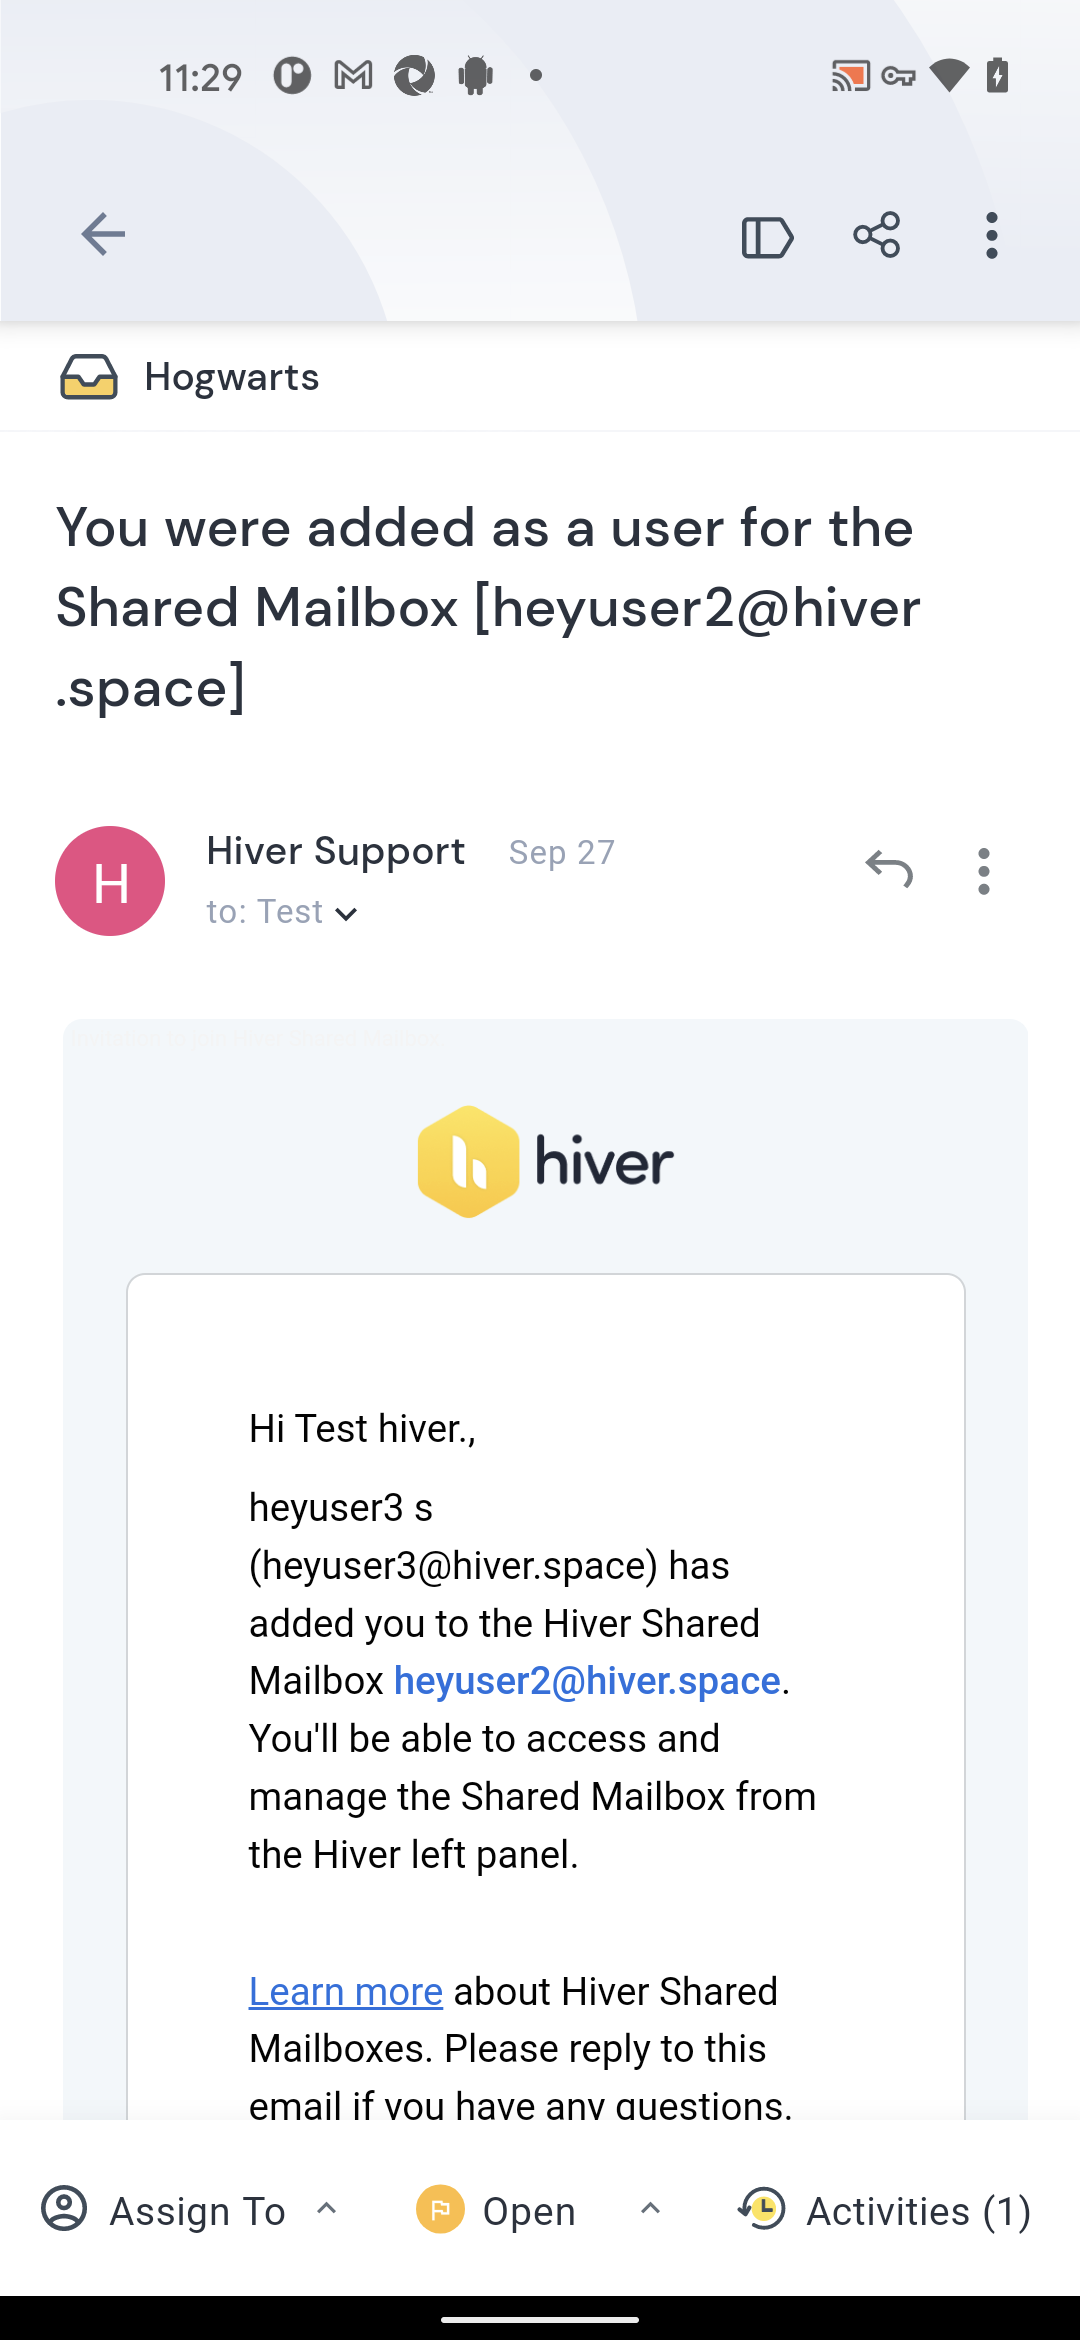 11:29
Hogwarts
You were added as a user for the
Shared Mailbox [heyuser2@hiver
.space]
H
Hiver Support Sep 27
to: Test
hiver
Hi Test hiver.,
heyuser3 s
(heyuser3@hiver.space) has
added you to the Hiver Shared
Mailbox heyuser2@hiver.space.
You'll be able to access and
manage the Shared Mailbox from
the Hiver left panel.
Learn more about Hiver Shared
Mailboxes. Please reply to this
email if you have any questions.
Assign To Open Activities (1)